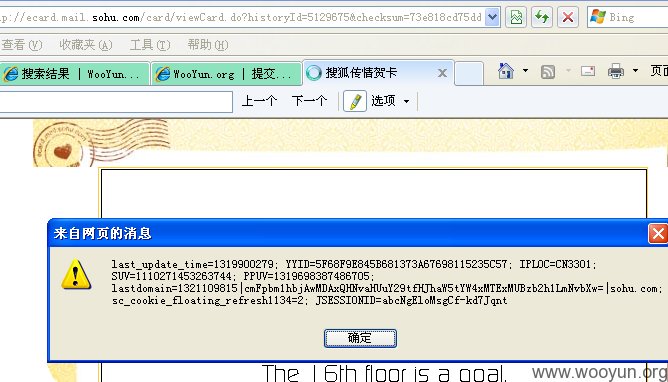 p://ecard.mail.sohu.com/card/viewCard.do?historyId=5129675&checksum=73e818cd75dd
Bing
查看(V) 收藏夹(A) 工具(T) 帮助(H)
搜索结果 | WooYun...
WooYun.org | 提交...
搜狐传情贺卡
页面
上一个 下一个 选项
来自网页的消息
last_update_time=1319900279; YYID=5F68F9E845B681373A67698115235C57; IPLOC=CN3301;
SUV=1110271453263744; PPUV=1319698387486705;
lastdomain=1321109815|cmFpbm1hbjAwMDAxQHNvaHUuY29tfHJhaW5tYW4xMTExMUBzb2h1LmNvbXw=|sohu.com;
sc_cookie_floating_refresh1134=2; JSESSIONID=abcNgEloMsgCf-kd7Jqnt
确定
The 16th floor is a goal.
www.wooyun.org